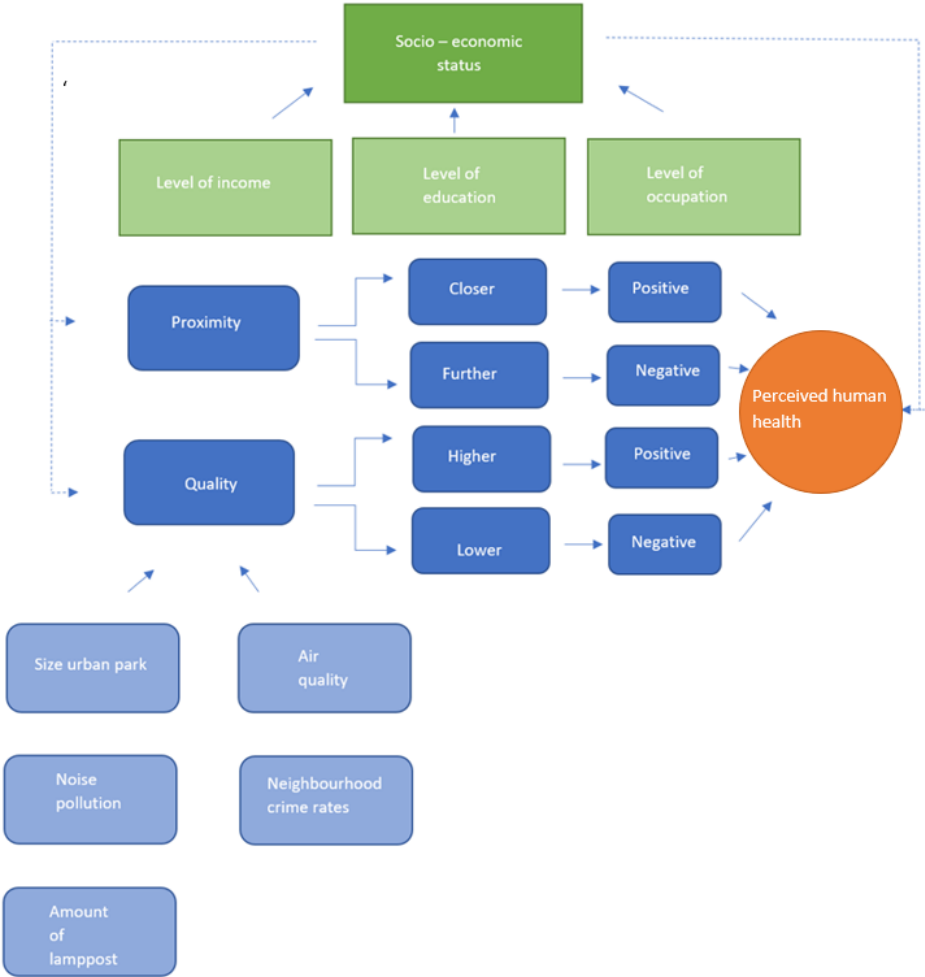 Socio – economic
status
‘
Level of income
Level of
education
Level of
occupation
Proximity
Closer
Positive
Further
Negative
Perceived human
health
Quality
Higher
Positive
Lower
Negative
Size urban park
Air
quality
Noise
pollution
Neighbourhood
crime rates
Amount
of
lamppost